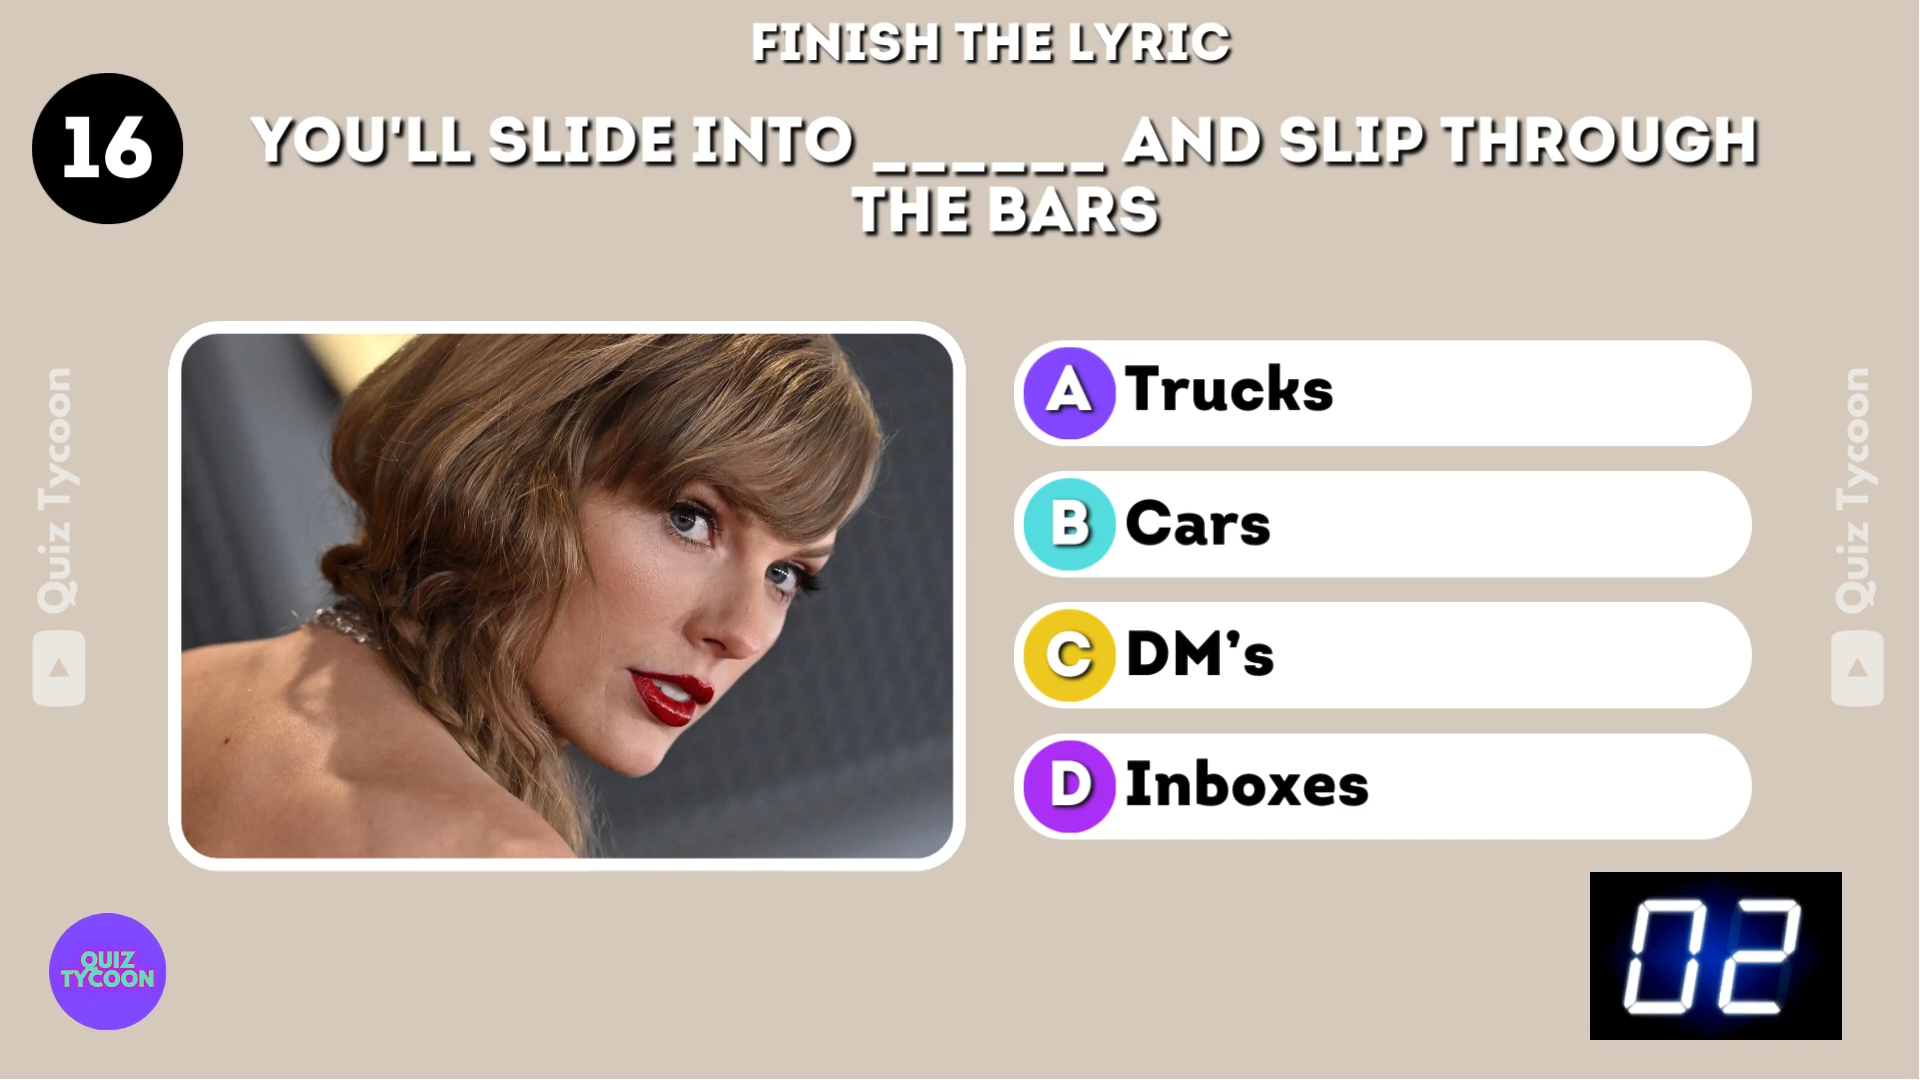 FINISH THE LYRIC
16
YOU'LL SLIDE INTO ______ AND SLIP THROUGH
THE BARS
A Trucks
B Cars
C DM's
D Inboxes
Quiz Tycoon
Quiz Tycoon
QUIZ
TYCOON
02